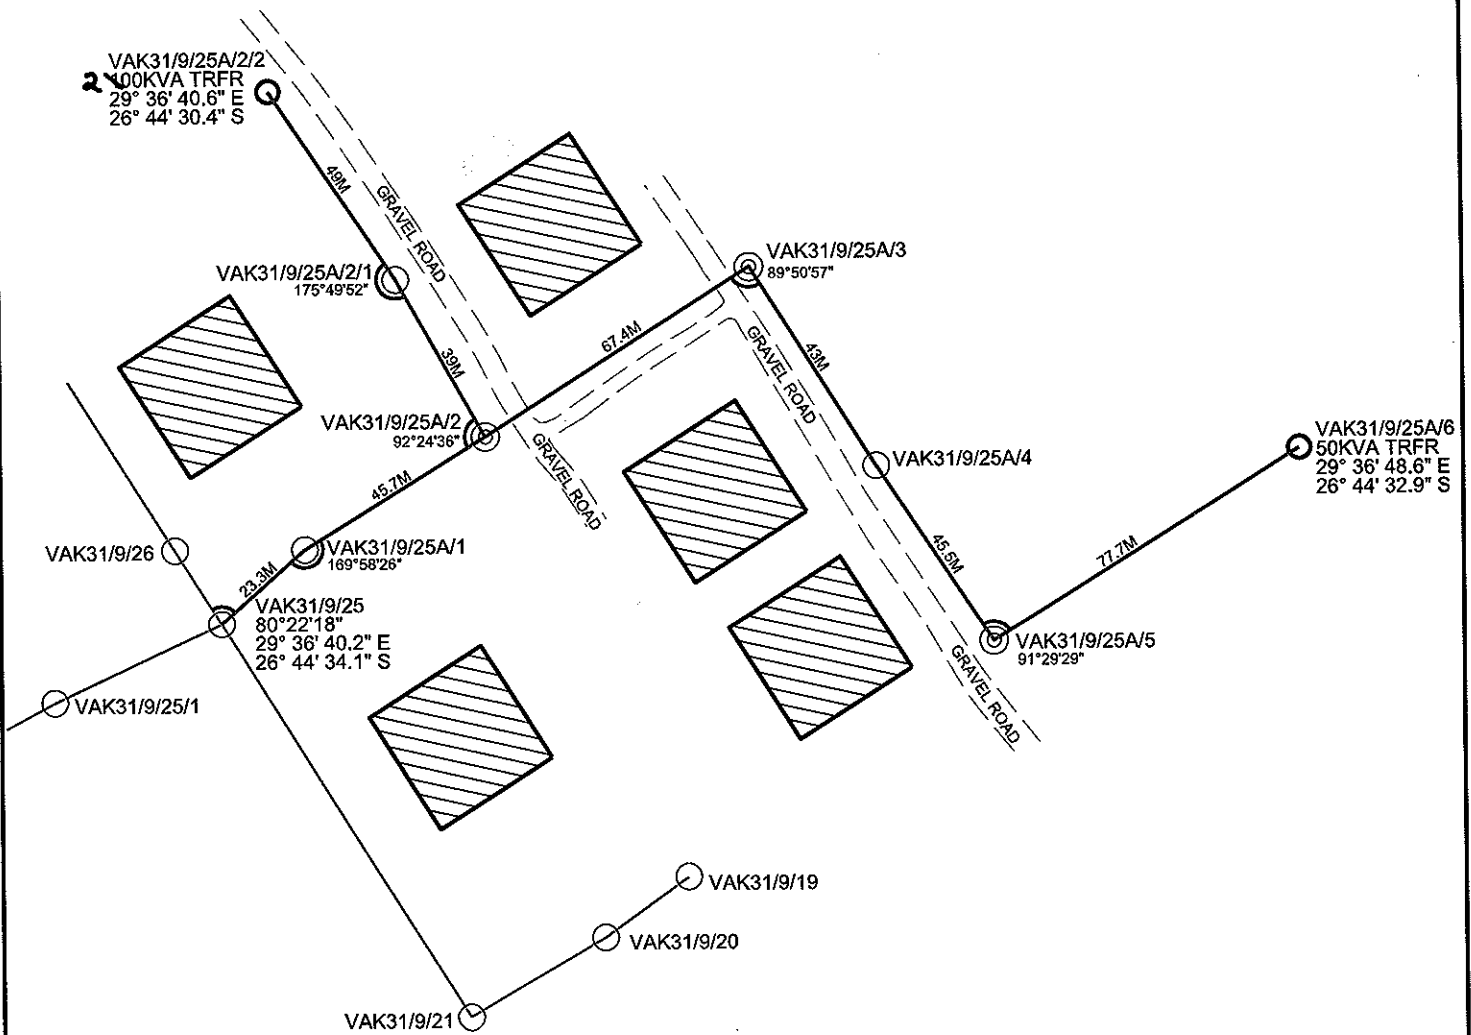 VAK31/9/25A/2/2
200KVA TRFR
29° 36' 40.6" E
26° 44' 30.4" S
49M
GRAVEL ROAD
VAK31/9/25A/2/1
175°49'52"
39M
VAK31/9/25A/3
89°50'57"
67.4M
43M
GRAVEL ROAD
VAK31/9/25A/2
92°24'36"
GRAVEL ROAD
45.7M
VAK31/9/25A/4
VAK31/9/25A/6
50KVA TRFR
29° 36' 48.6" E
26° 44' 32.9" S
VAK31/9/26
VAK31/9/25A/1
169°58'26"
23.3M
45.5M
77.7M
VAK31/9/25
80°22'18"
29° 36' 40.2" E
26° 44' 34.1" S
VAK31/9/25A/5
91°29'29"
GRAVEL ROAD
VAK31/9/25/1
VAK31/9/19
VAK31/9/20
VAK31/9/21